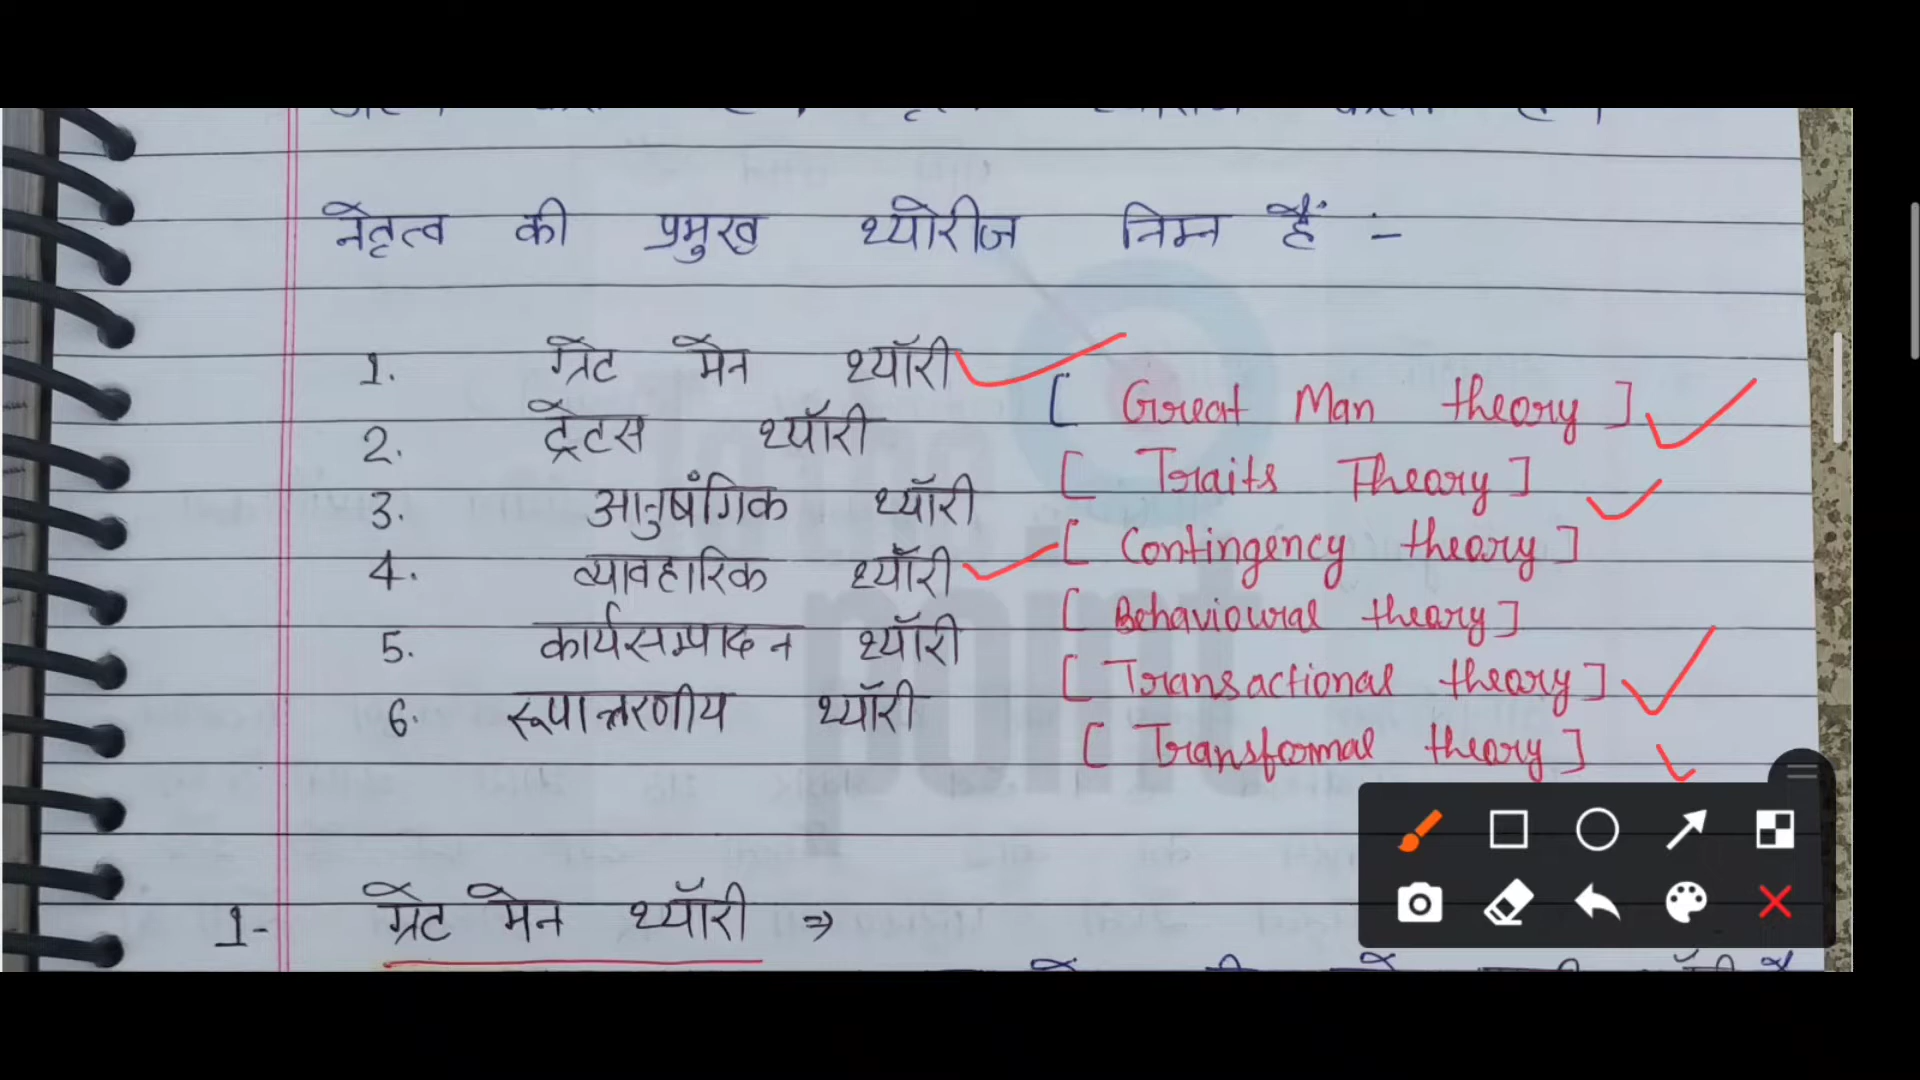 नेतृत्व की प्रमुख थ्योरीज निम्न हैं :-
1. ग्रेट मैन थ्यॉरी [ Great Man theory ]
2. ट्रेटस थ्यॉरी [ Traits Theory ]
3. आनुषंगिक थ्यॉरी [ Contingency theory ]
4. व्यावहारिक थ्यॉरी [ Behavioural theory ]
5. कार्यसम्पादन थ्यॉरी [ Transactional theory ]
6. रूपान्तरणीय थ्यॉरी [ Transformal theory ]
point
1- ग्रेट मेन थ्यॉरी ⇒